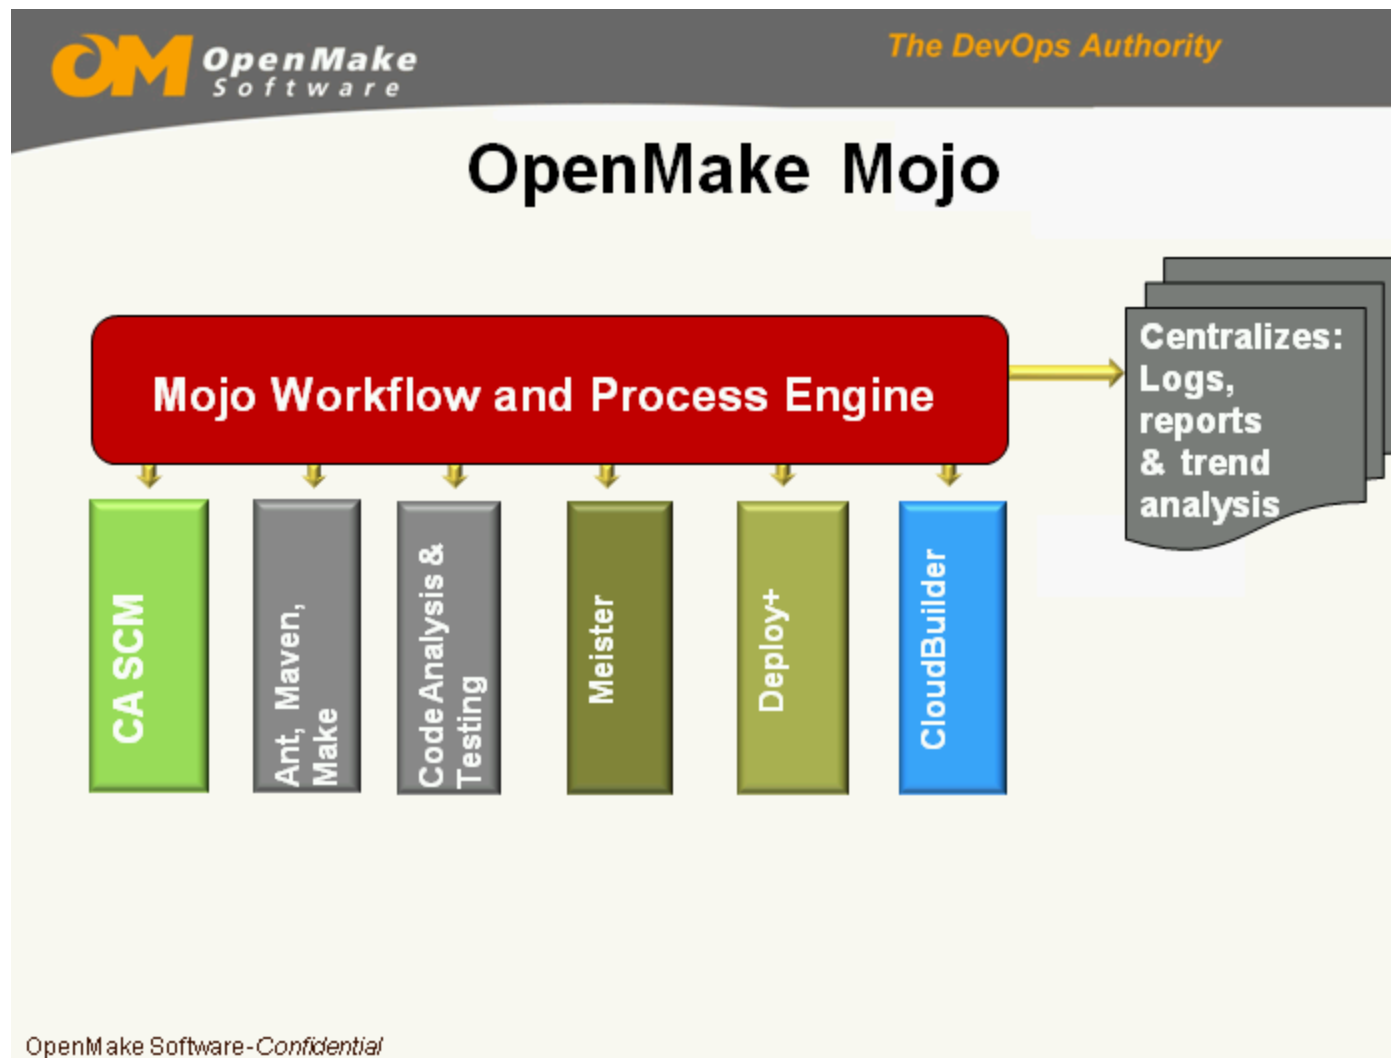 OM OpenMake
Software
The DevOps Authority
OpenMake Mojo
Mojo Workflow and Process Engine
Centralizes:
Logs,
reports
& trend
analysis
CA SCM
Ant, Maven,
Make
Code Analysis &
Testing
Meister
Deploy+
CloudBuilder
OpenMake Software-Confidential